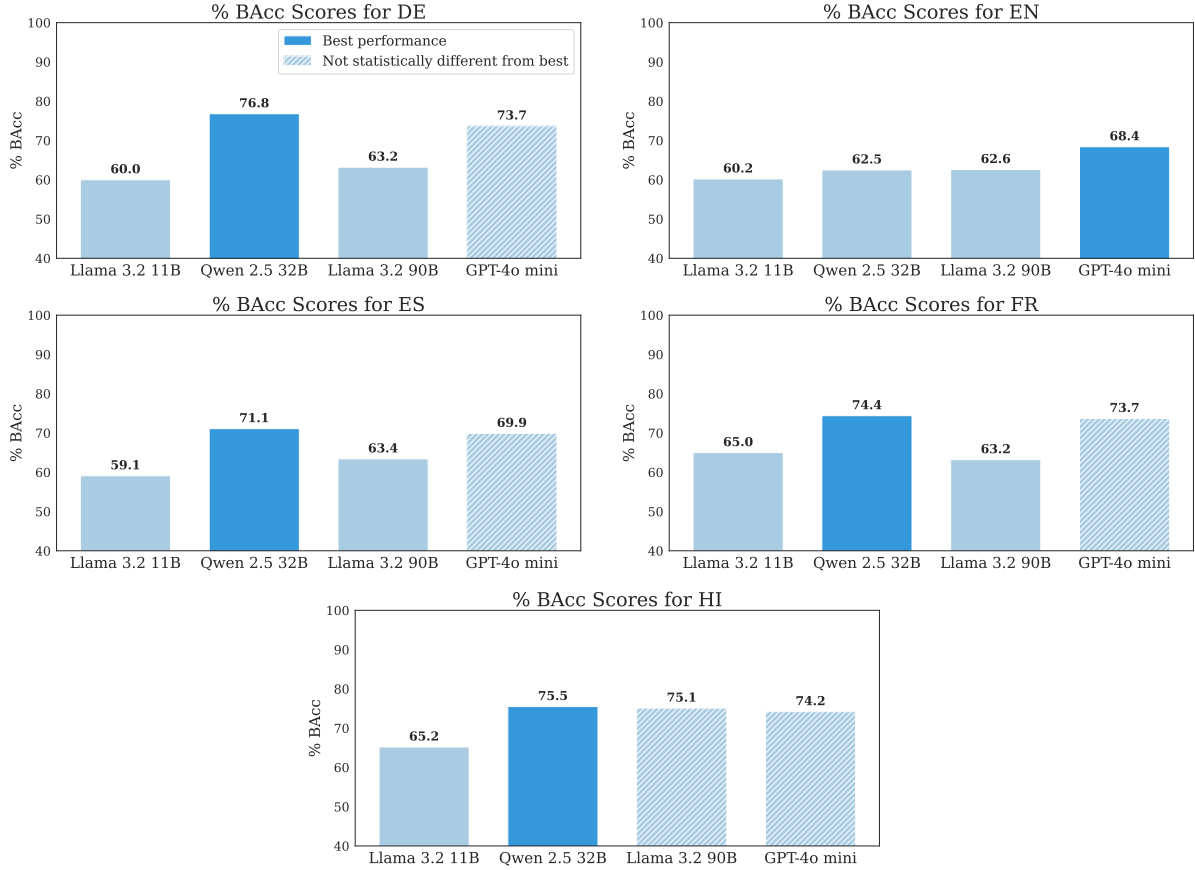 % BAcc Scores for DE
100
90
80
70
60
50
40
% BAcc
Best performance
Not statistically different from best
60.0
76.8
63.2
73.7
Llama 3.2 11B
Qwen 2.5 32B
Llama 3.2 90B
GPT-4o mini
% BAcc Scores for EN
100
90
80
70
60
50
40
% BAcc
60.2
62.5
62.6
68.4
Llama 3.2 11B
Qwen 2.5 32B
Llama 3.2 90B
GPT-4o mini
% BAcc Scores for ES
100
90
80
70
60
50
40
% BAcc
59.1
71.1
63.4
69.9
Llama 3.2 11B
Qwen 2.5 32B
Llama 3.2 90B
GPT-4o mini
% BAcc Scores for FR
100
90
80
70
60
50
40
% BAcc
65.0
74.4
63.2
73.7
Llama 3.2 11B
Qwen 2.5 32B
Llama 3.2 90B
GPT-4o mini
% BAcc Scores for HI
100
90
80
70
60
50
40
% BAcc
65.2
75.5
75.1
74.2
Llama 3.2 11B
Qwen 2.5 32B
Llama 3.2 90B
GPT-4o mini